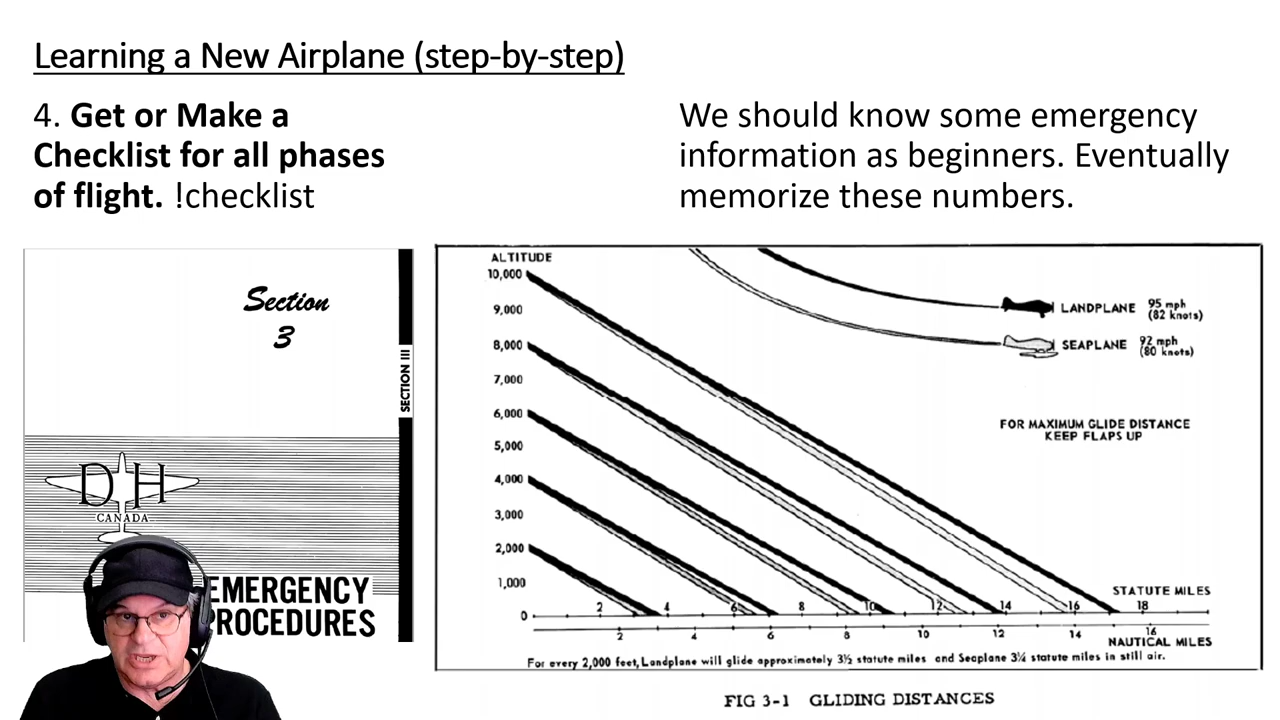 Learning a New Airplane (step-by-step)
4. Get or Make a
Checklist for all phases
of flight. !checklist
We should know some emergency
information as beginners. Eventually
memorize these numbers.
Section
3
SECTION III
DH
CANADA
EMERGENCY
PROCEDURES
ALTITUDE
10,000
9,000
8,000
7,000
6,000
5,000
4,000
3,000
2,000
1,000
0
LANDPLANE 95 mph
(82 knots)
SEAPLANE 92 mph
(80 knots)
FOR MAXIMUM GLIDE DISTANCE
KEEP FLAPS UP
STATUTE MILES
2 4 6 8 10 12 14 16 18
2 4 6 8 10 12 14 16
NAUTICAL MILES
For every 2,000 feet, Landplane will glide approximately 3½ statute miles and Seaplane 3¼ statute miles in still air.
FIG 3-1 GLIDING DISTANCES